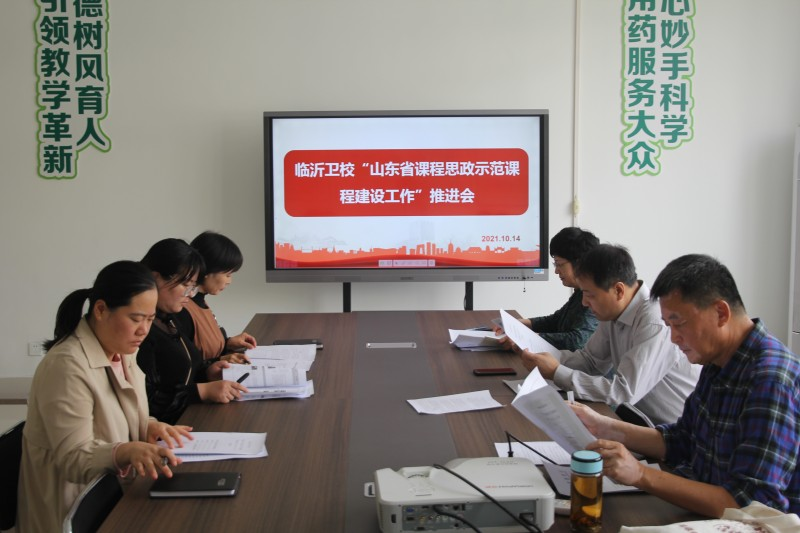 德树风育人
引领教学革新
临沂卫校“山东省课程思政示范课
程建设工作”推进会
2021.10.14
心妙手科学
用药服务大众